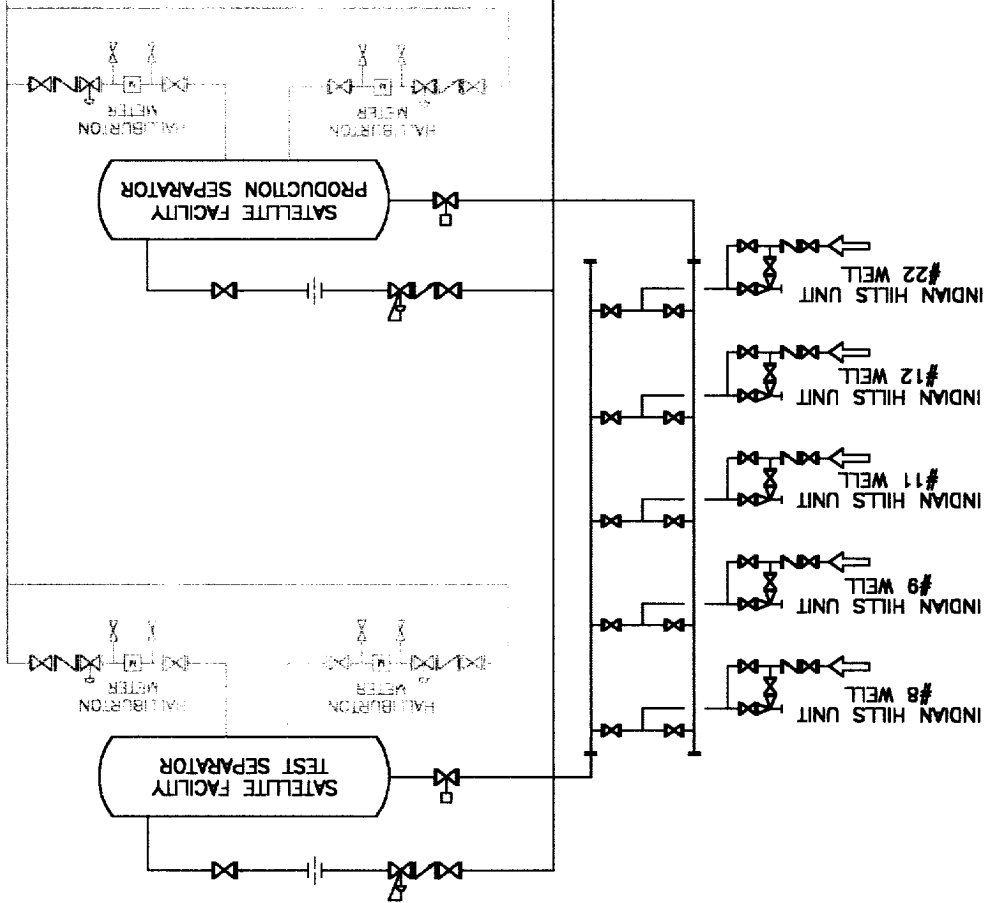 INDIAN HILLS UNIT
#8 WELL
INDIAN HILLS UNIT
#9 WELL
INDIAN HILLS UNIT
#11 WELL
INDIAN HILLS UNIT
#12 WELL
INDIAN HILLS UNIT
#22 WELL
SATELLITE FACILITY
TEST SEPARATOR
HALLIBURTON
METER
M
HALLIBURTON
METER
M
SATELLITE FACILITY
PRODUCTION SEPARATOR
HALLIBURTON
METER
M
HALLIBURTON
METER
M